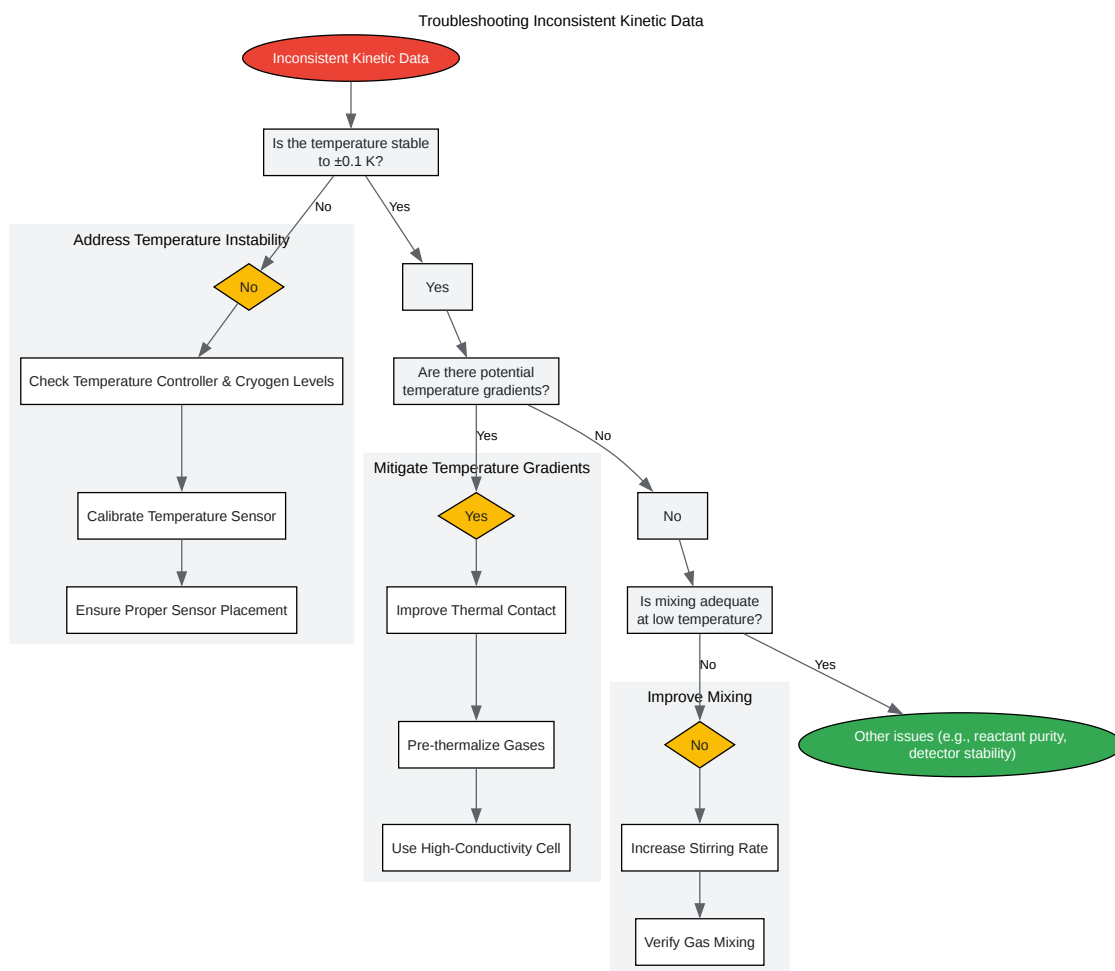 Troubleshooting Inconsistent Kinetic Data
Inconsistent Kinetic Data
Is the temperature stable
to ±0.1 K?
No
Yes
Address Temperature Instability
No
Yes
Check Temperature Controller & Cryogen Levels
Are there potential
temperature gradients?
Yes
No
Mitigate Temperature Gradients
Calibrate Temperature Sensor
Yes
No
Ensure Proper Sensor Placement
Improve Thermal Contact
Is mixing adequate
at low temperature?
No
Yes
Improve Mixing
Pre-thermalize Gases
No
Other issues (e.g., reactant purity,
detector stability)
Use High-Conductivity Cell
Increase Stirring Rate
Verify Gas Mixing